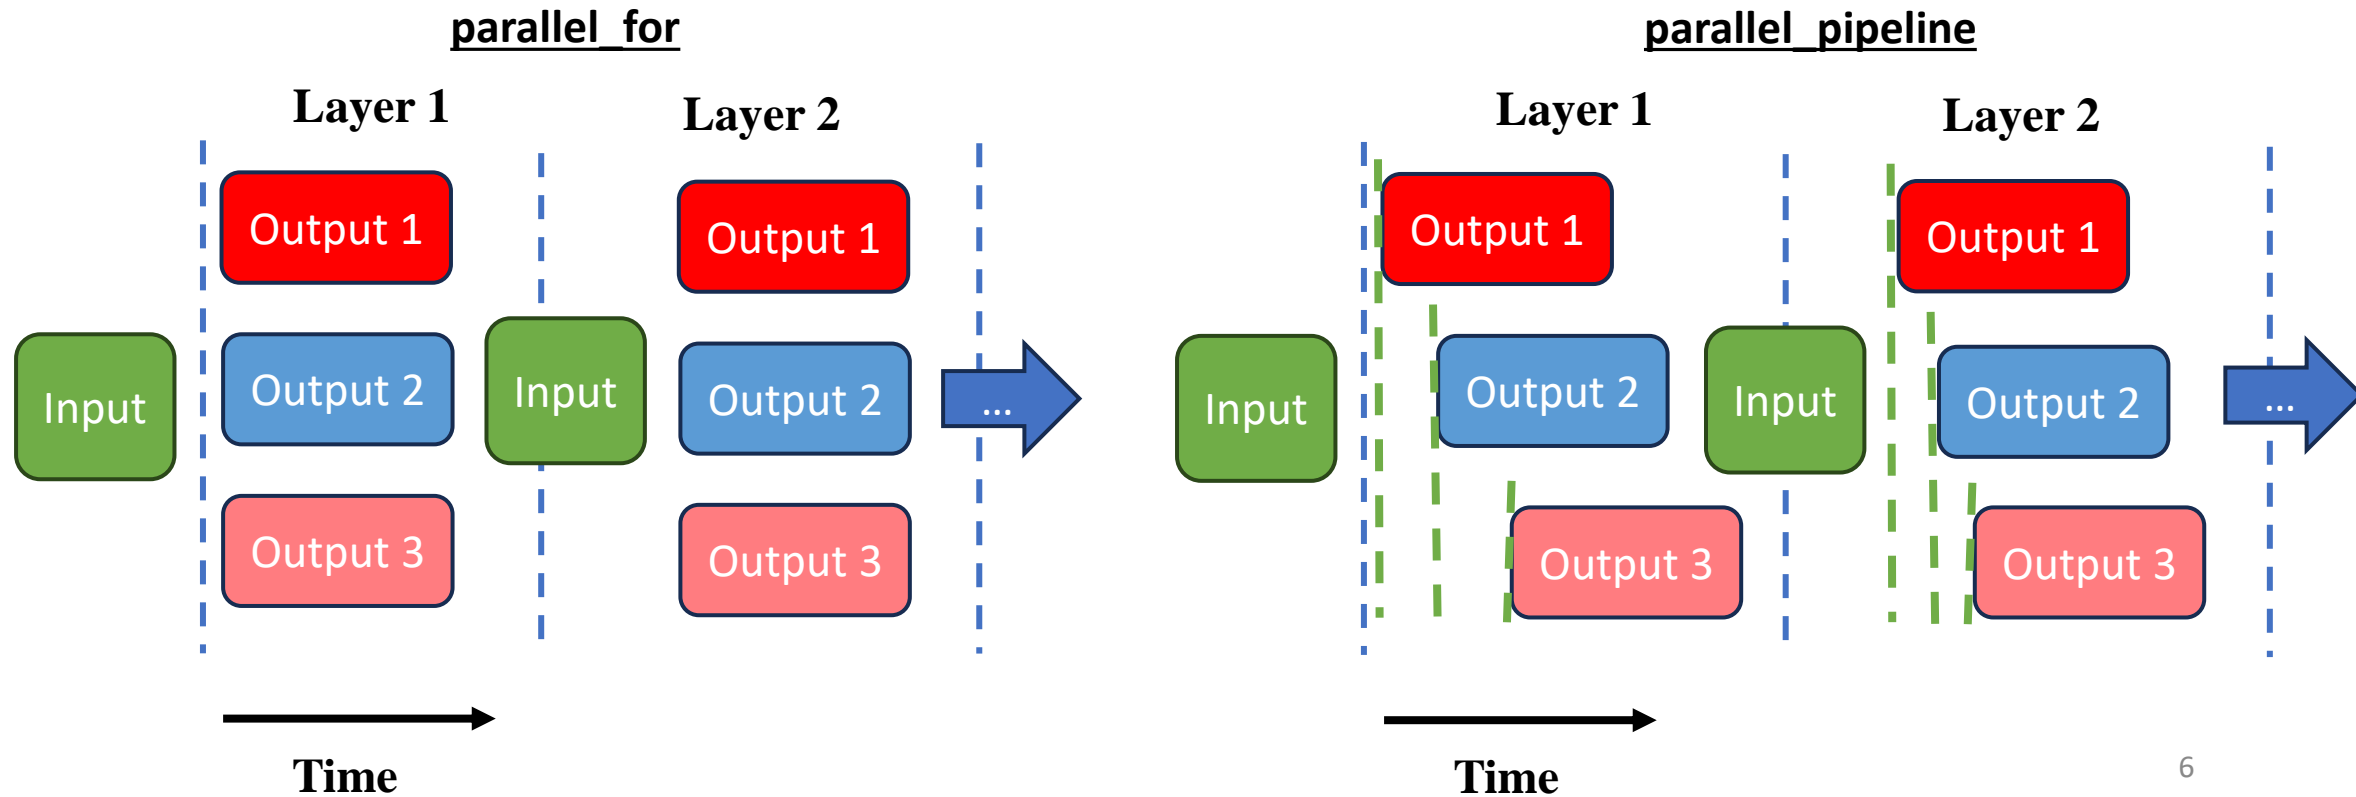 parallel_for
Layer 1
Layer 2
Output 1
Output 1
Input
Output 2
Input
Output 2
...
Output 3
Output 3
Time
parallel_pipeline
Layer 1
Layer 2
Output 1
Output 1
Input
Output 2
Input
Output 2
...
Output 3
Output 3
Time
6